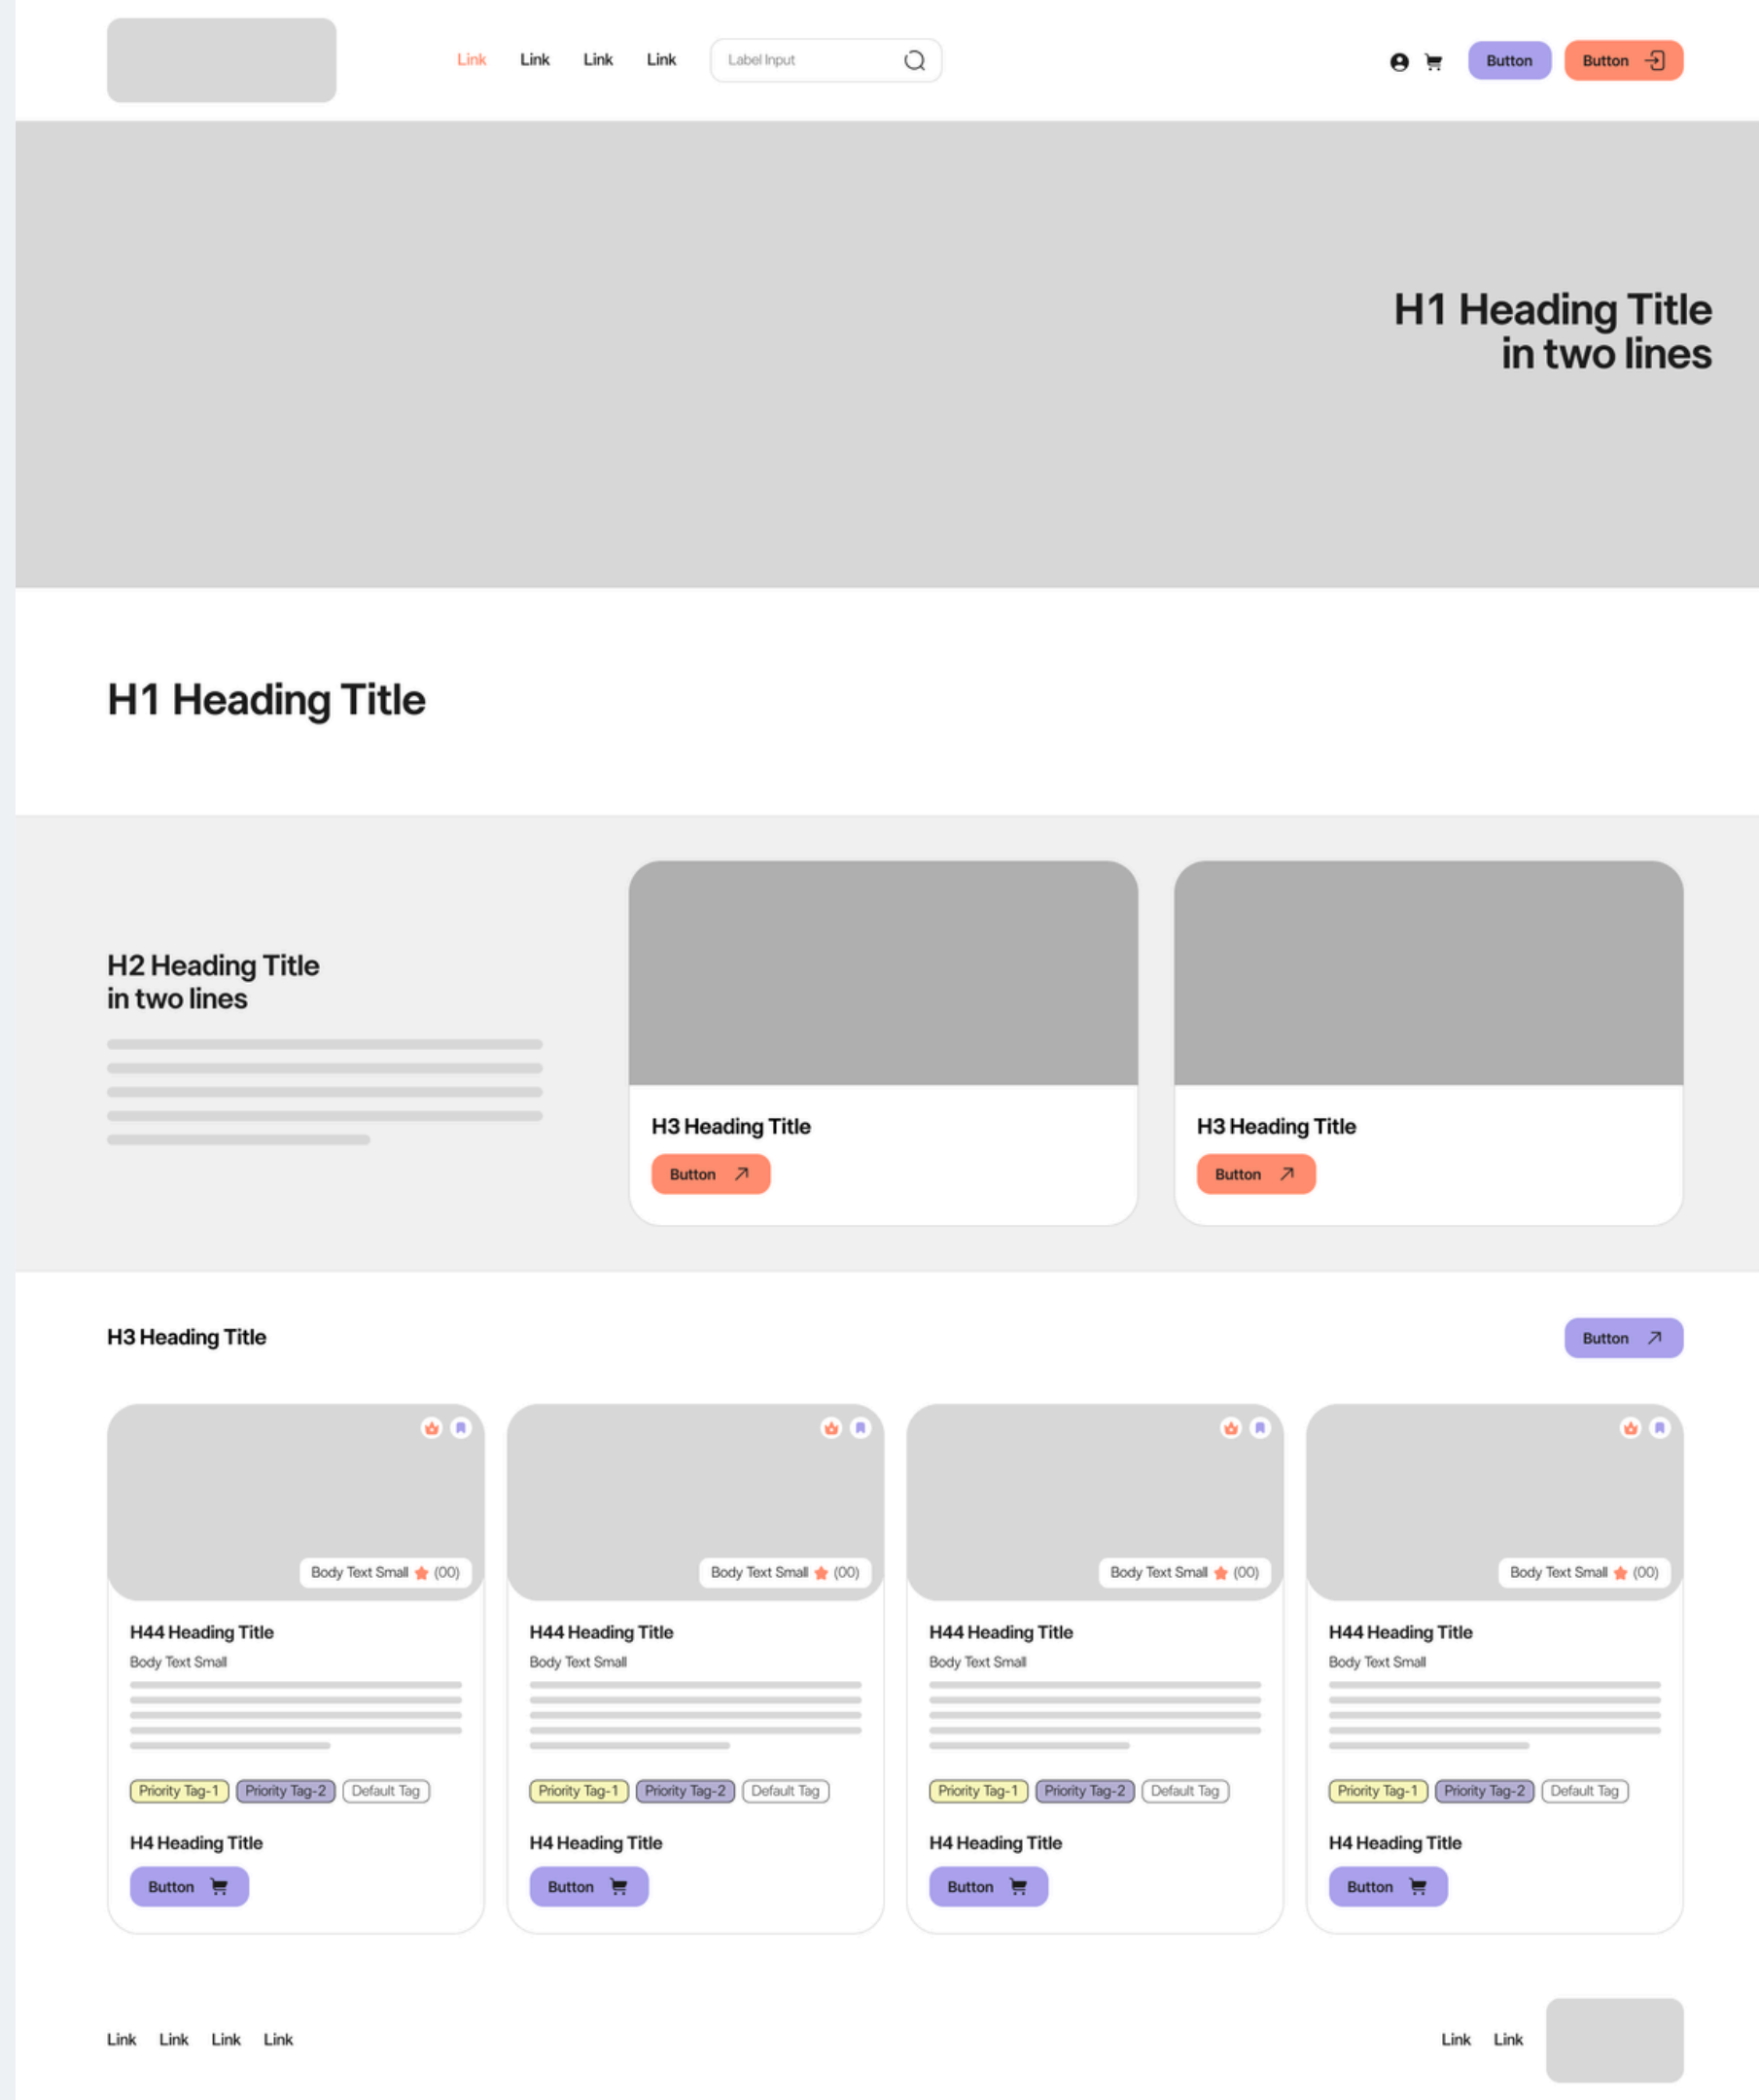 Link Link Link Link Label Input Button Button
H1 Heading Title
in two lines
H1 Heading Title
H2 Heading Title
in two lines
H3 Heading Title
Button
H3 Heading Title
Button
H3 Heading Title
Button
Body Text Small (00)
H44 Heading Title
Body Text Small
Priority Tag-1 Priority Tag-2 Default Tag
H4 Heading Title
Button
Body Text Small (00)
H44 Heading Title
Body Text Small
Priority Tag-1 Priority Tag-2 Default Tag
H4 Heading Title
Button
Body Text Small (00)
H44 Heading Title
Body Text Small
Priority Tag-1 Priority Tag-2 Default Tag
H4 Heading Title
Button
Body Text Small (00)
H44 Heading Title
Body Text Small
Priority Tag-1 Priority Tag-2 Default Tag
H4 Heading Title
Button
Link Link Link Link
Link Link